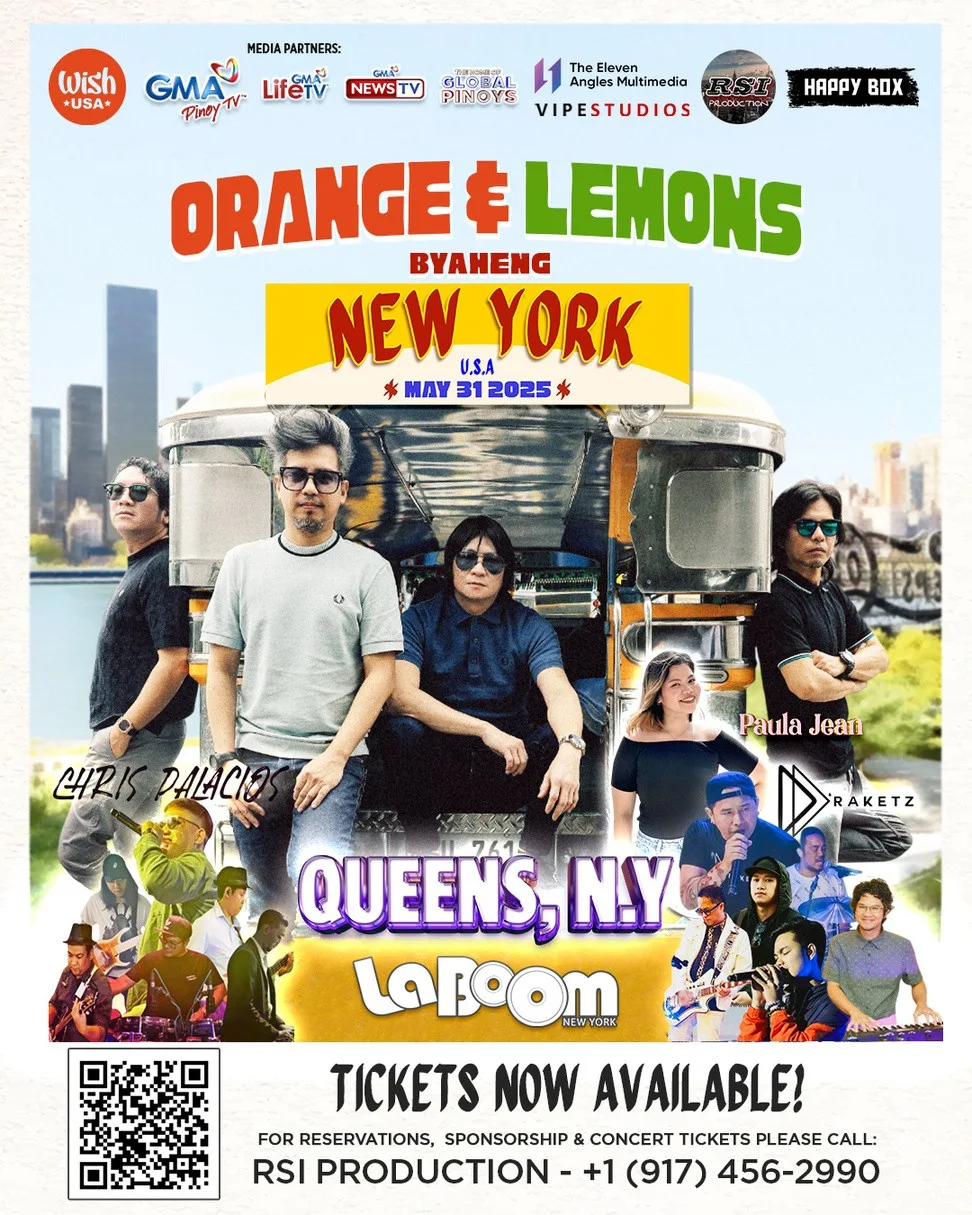 MEDIA PARTNERS:
Wish
USA
GMA
Pinoy TV
GMA
Life TV
GMA
NEWS TV
THE HOME OF
GLOBAL
PINOYS
The Eleven
Angles Multimedia
VIPESTUDIOS
RSI
PRODUCTION
HAPPY BOX
ORANGE & LEMONS
BYAHENG
NEW YORK
U.S.A
MAY 31 2025
Paula Jean
CHRIS PALACIOS
RAKETZ
QUEENS, N.Y
LaBoom
NEW YORK
TICKETS NOW AVAILABLE!
FOR RESERVATIONS, SPONSORSHIP & CONCERT TICKETS PLEASE CALL:
RSI PRODUCTION - +1 (917) 456-2990